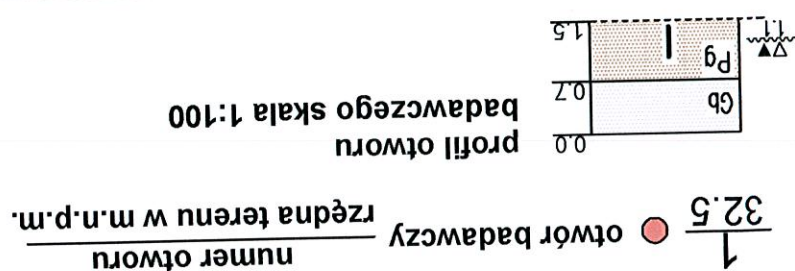 1
32.5
otwór badawczy
numer otworu
rzędna terenu w m.n.p.m.
profil otworu
badawczego skala 1:100
0.0
Gb
0.7
Pg
I
1.5
1.1